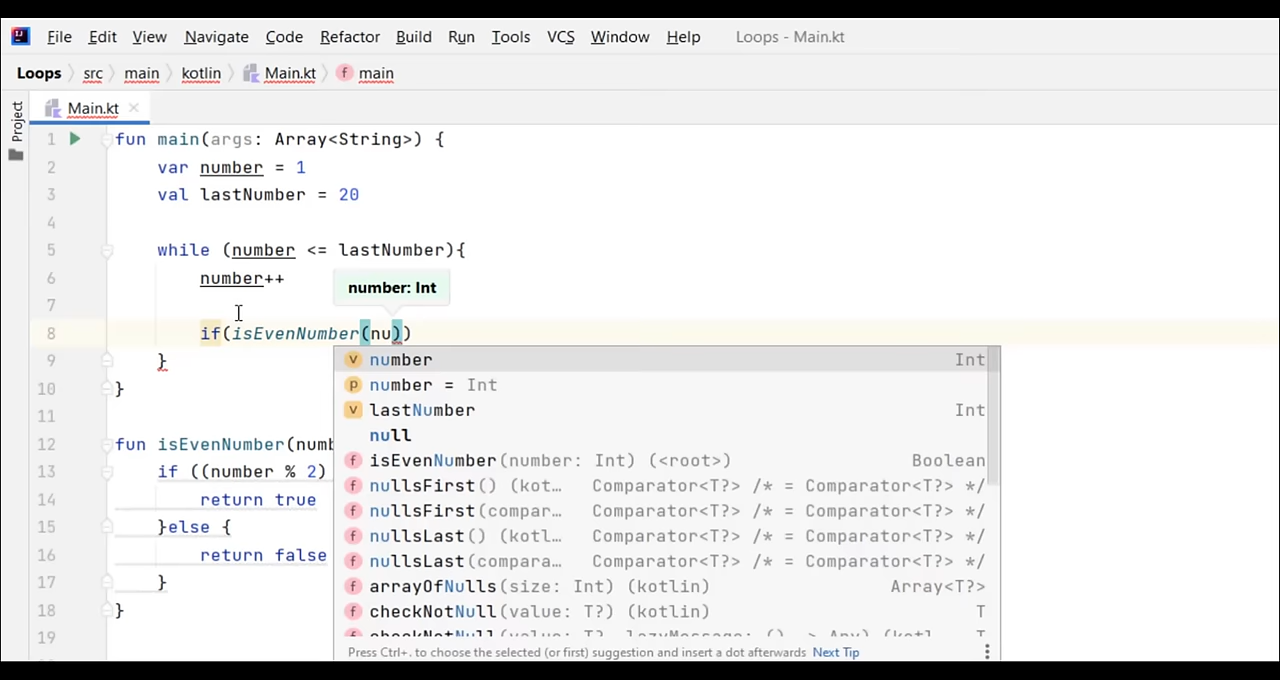 File Edit View Navigate Code Refactor Build Run Tools VCS Window Help Loops - Main.kt
Loops src main kotlin Main.kt main
Project
Main.kt
1 fun main(args: Array<String>) {
2 var number = 1
3 val lastNumber = 20
4
5 while (number <= lastNumber){
6 number++
number: Int
7
8 if(isEvenNumber(nu))
9 }
number Int
10 }
number = Int
11
lastNumber Int
null
12 fun isEvenNumber(numb
isEvenNumber(number: Int) (<root>) Boolean
13 if ((number % 2)
nullsFirst() (kot… Comparator<T?> /* = Comparator<T?> */
14 return true
nullsFirst(compar… Comparator<T?> /* = Comparator<T?> */
15 }else {
nullsLast() (kotl… Comparator<T?> /* = Comparator<T?> */
16 return false
nullsLast(compara… Comparator<T?> /* = Comparator<T?> */
17 }
arrayOfNulls(size: Int) (kotlin) Array<T?>
18 }
checkNotNull(value: T?) (kotlin) T
19
checkNotNull(value: T?, lazyMessage: () -> Any) (kotl… T
Press Ctrl+. to choose the selected (or first) suggestion and insert a dot afterwards Next Tip